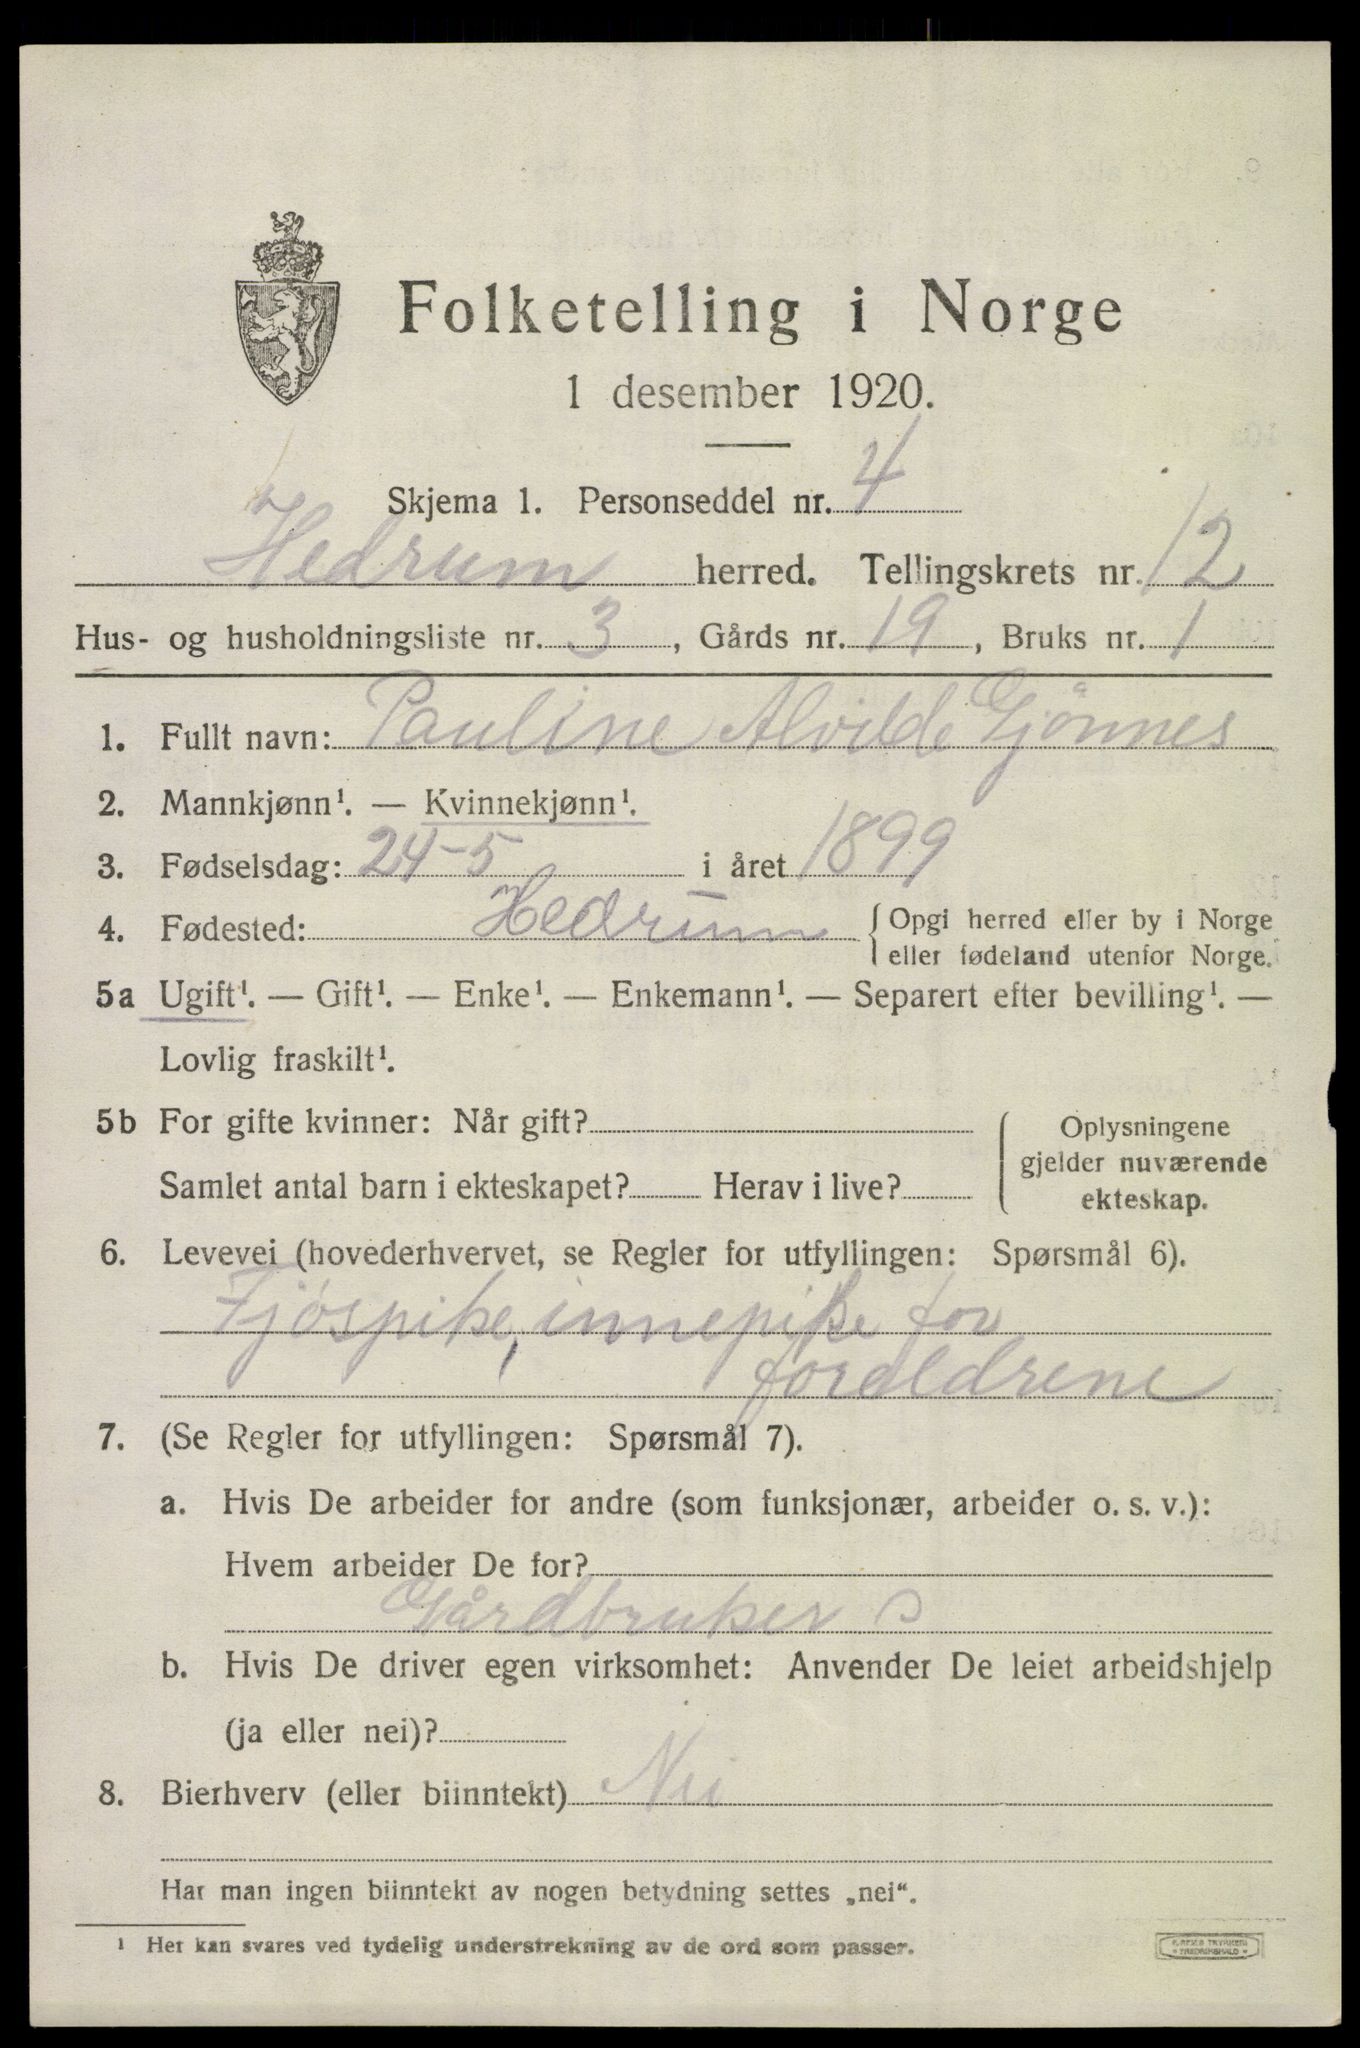 Folketelling i Norge
1 desember 1920.
Skjema 1. Personseddel nr. 4
Hedrum herred. Tellingskrets nr. 12
Hus- og husholdningsliste nr. 3, Gårds nr. 19, Bruks nr. 1
1. Fullt navn: Pauline Alvilde Gjönnes
2. Mannkjønn¹. — Kvinnekjønn¹.
3. Fødselsdag: 24-5 i året 1899
4. Fødested: Hedrum { Opgi herred eller by i Norge
eller fødeland utenfor Norge.
5a Ugift¹. — Gift¹. — Enke¹. — Enkemann¹. — Separert efter bevilling¹. —
Lovlig fraskilt¹.
5b For gifte kvinner: Når gift?
Samlet antal barn i ekteskapet? Herav i live?
Oplysningene
gjelder nuværende
ekteskap.
6. Levevei (hovederhvervet, se Regler for utfyllingen: Spørsmål 6).
Fjøspike, innepike for
foreldrene
7. (Se Regler for utfyllingen: Spørsmål 7).
a. Hvis De arbeider for andre (som funksjonær, arbeider o. s. v.):
Hvem arbeider De for?
Gårdbruker
b. Hvis De driver egen virksomhet: Anvender De leiet arbeidshjelp
(ja eller nei)?
8. Bierhverv (eller biinntekt) Nei
Har man ingen biinntekt av nogen betydning settes „nei“.
¹ Her kan svares ved tydelig understrekning av de ord som passer.